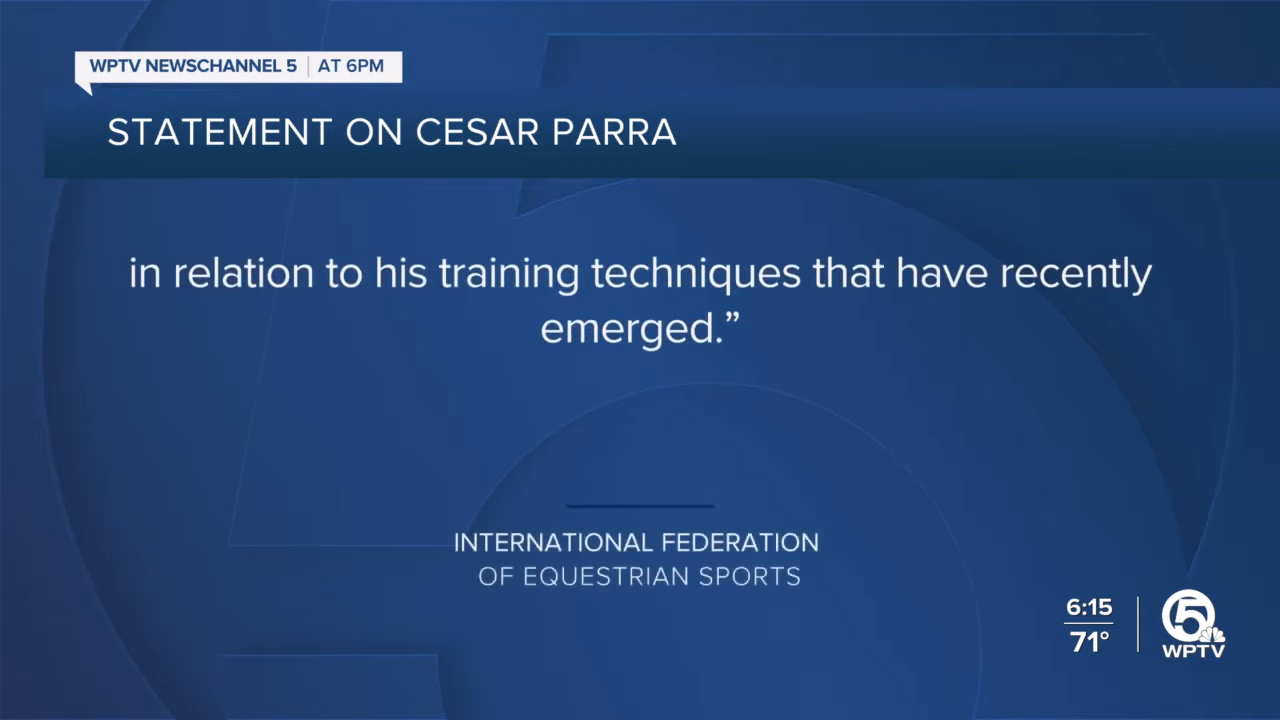 WPTV NEWSCHANNEL 5 | AT 6PM
STATEMENT ON CESAR PARRA
in relation to his training techniques that have recently
emerged.”
INTERNATIONAL FEDERATION
OF EQUESTRIAN SPORTS
6:15
71°
5
WPTV